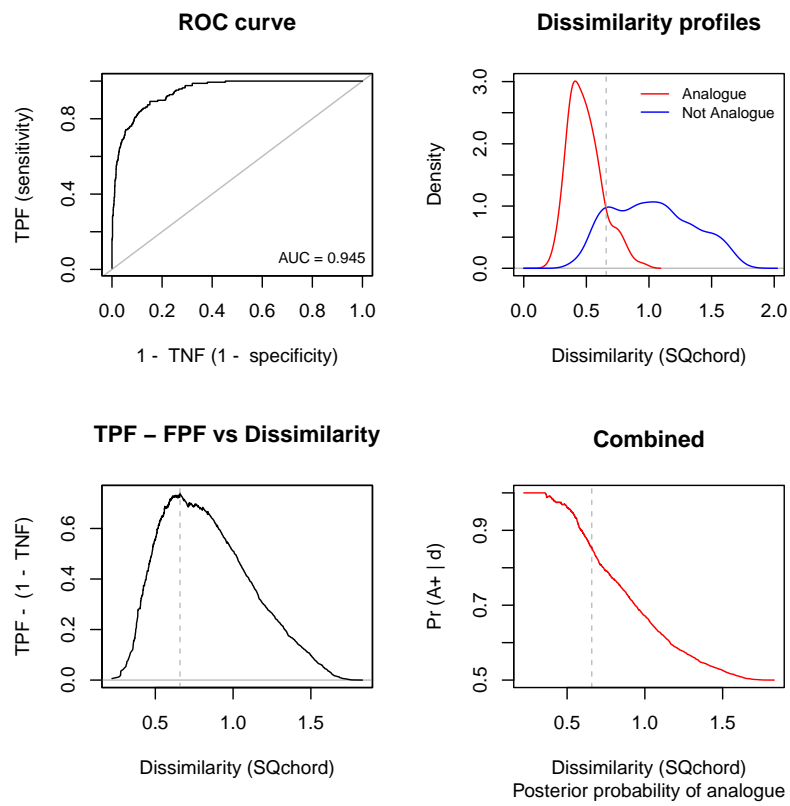 ROC curve
TPF (sensitivity)
0.0 0.4 0.8
AUC = 0.945
0.0 0.2 0.4 0.6 0.8 1.0
1 - TNF (1 - specificity)
Dissimilarity profiles
Density
0.0 1.0 2.0 3.0
Analogue
Not Analogue
0.0 0.5 1.0 1.5 2.0
Dissimilarity (SQchord)
TPF – FPF vs Dissimilarity
TPF - (1 - TNF)
0.0 0.2 0.4 0.6
0.5 1.0 1.5
Dissimilarity (SQchord)
Combined
Pr (A+ | d)
0.5 0.7 0.9
0.5 1.0 1.5
Dissimilarity (SQchord)
Posterior probability of analogue